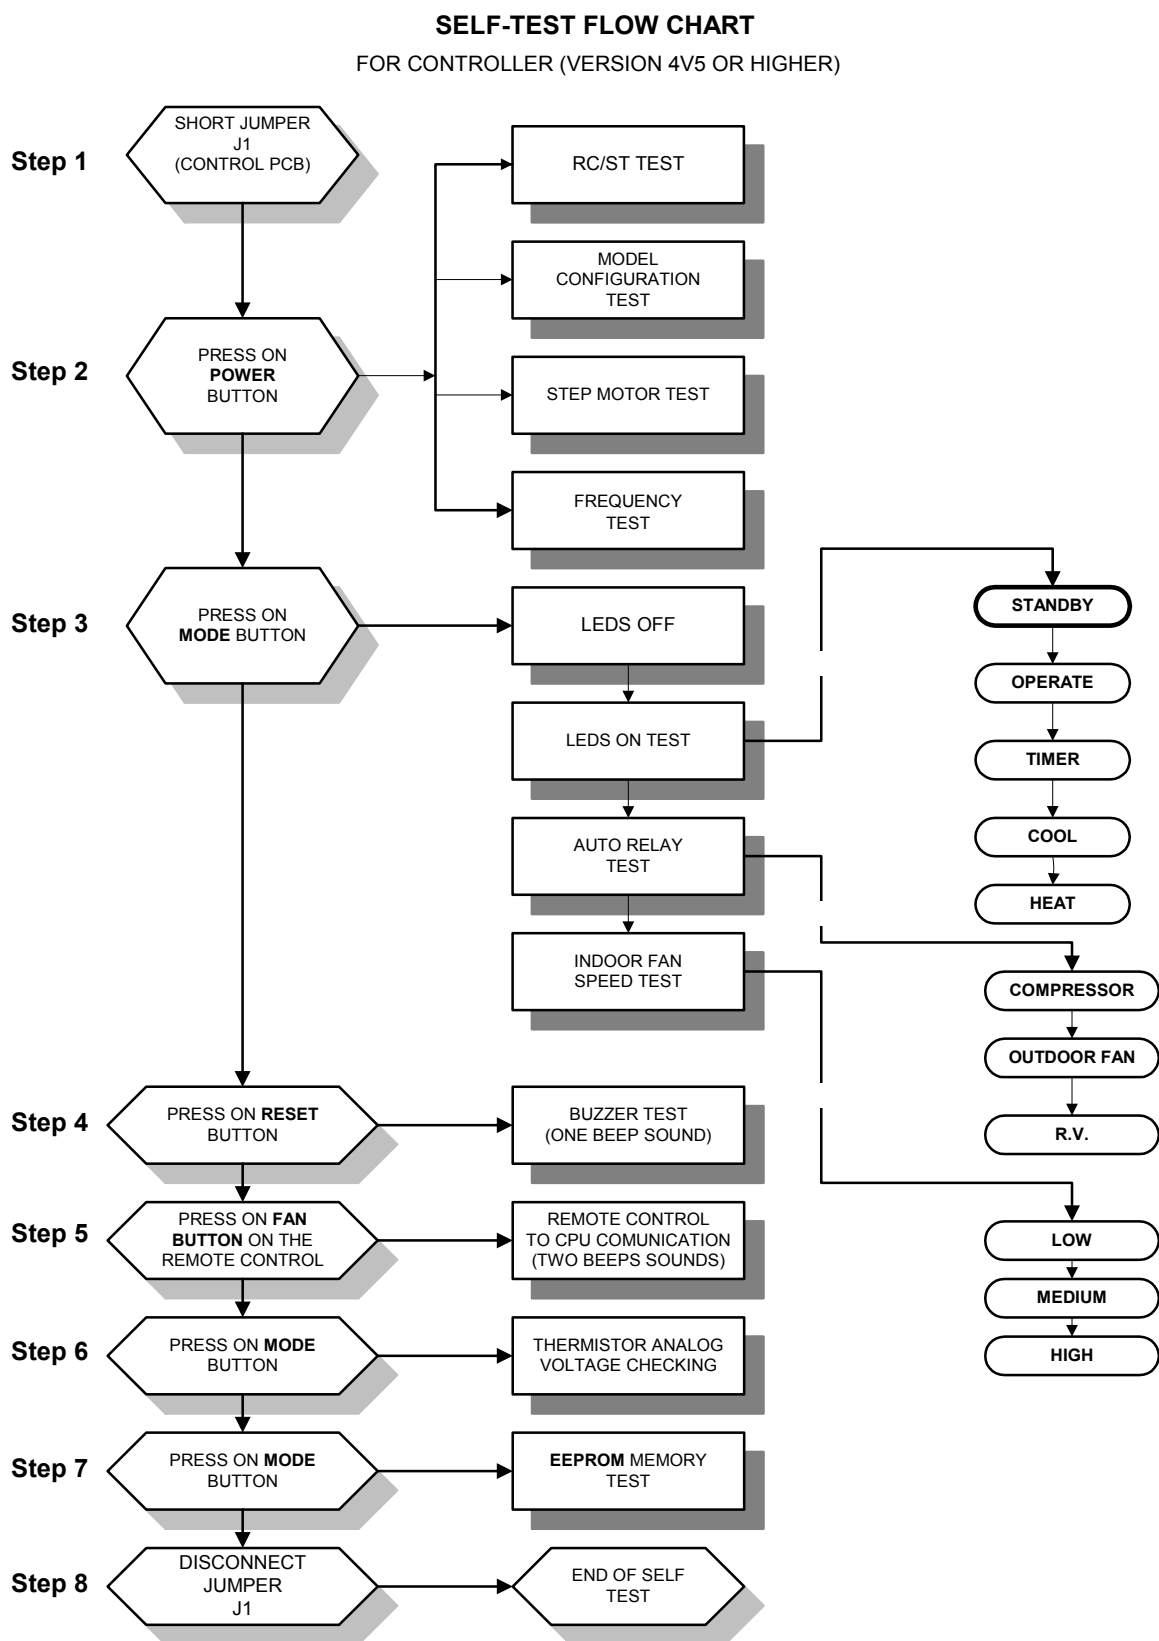 SELF-TEST FLOW CHART
FOR CONTROLLER (VERSION 4V5 OR HIGHER)
Step 1
SHORT JUMPER
J1
(CONTROL PCB)
RC/ST TEST
MODEL
CONFIGURATION
TEST
Step 2
PRESS ON
POWER
BUTTON
STEP MOTOR TEST
FREQUENCY
TEST
Step 3
PRESS ON
MODE BUTTON
LEDS OFF
LEDS ON TEST
AUTO RELAY
TEST
INDOOR FAN
SPEED TEST
STANDBY
OPERATE
TIMER
COOL
HEAT
COMPRESSOR
OUTDOOR FAN
R.V.
LOW
MEDIUM
HIGH
Step 4
PRESS ON RESET
BUTTON
BUZZER TEST
(ONE BEEP SOUND)
Step 5
PRESS ON FAN
BUTTON ON THE
REMOTE CONTROL
REMOTE CONTROL
TO CPU COMUNICATION
(TWO BEEPS SOUNDS)
Step 6
PRESS ON MODE
BUTTON
THERMISTOR ANALOG
VOLTAGE CHECKING
Step 7
PRESS ON MODE
BUTTON
EEPROM MEMORY
TEST
Step 8
DISCONNECT
JUMPER
J1
END OF SELF
TEST